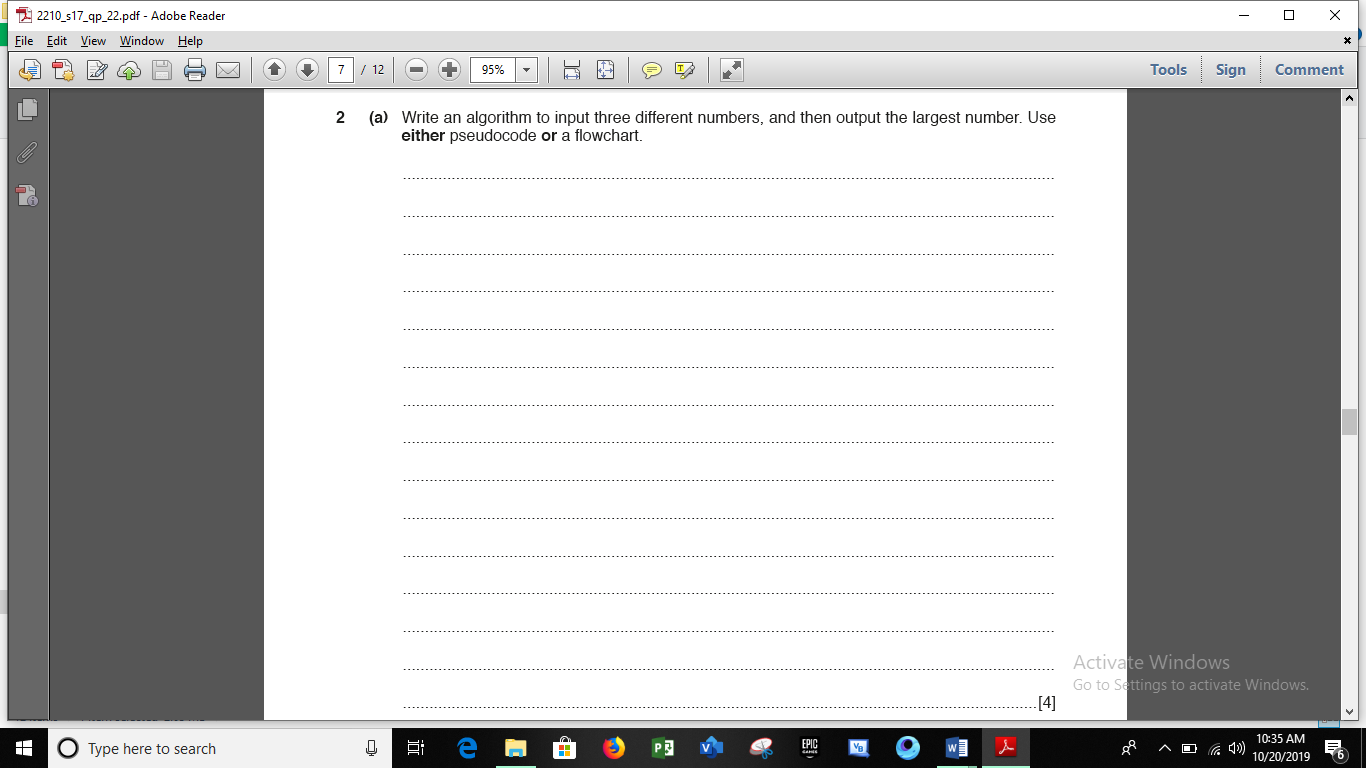 2210_s17_qp_22.pdf - Adobe Reader
File Edit View Window Help
7 / 12 95% Tools Sign Comment
2 (a) Write an algorithm to input three different numbers, and then output the largest number. Use
either pseudocode or a flowchart.
[4]
Activate Windows
Go to Settings to activate Windows.
Type here to search
10:35 AM
10/20/2019
6